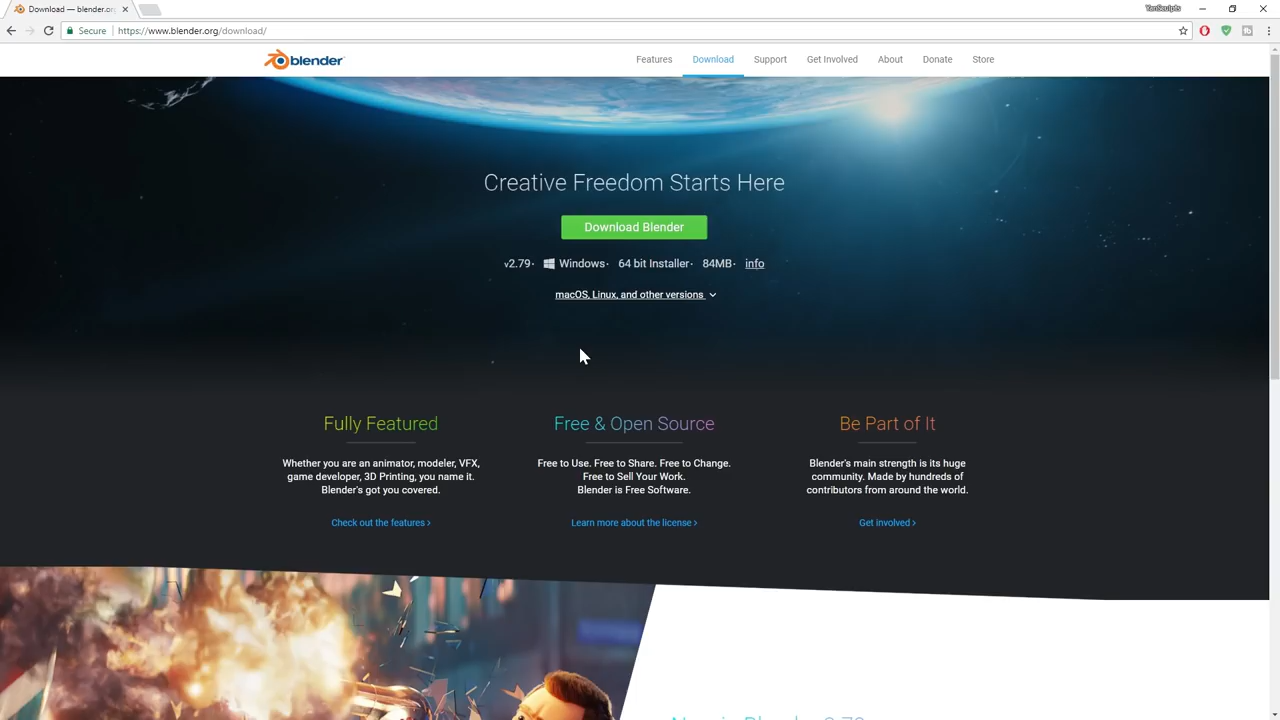 Download — blender.org
YanSculpts
Secure
https://www.blender.org/download/
blender
Features
Download
Support
Get Involved
About
Donate
Store
Creative Freedom Starts Here
Download Blender
v2.79· Windows· 64 bit Installer· 84MB· info
macOS, Linux, and other versions
Fully Featured
Whether you are an animator, modeler, VFX,
game developer, 3D Printing, you name it.
Blender's got you covered.
Check out the features ›
Free & Open Source
Free to Use. Free to Share. Free to Change.
Free to Sell Your Work.
Blender is Free Software.
Learn more about the license ›
Be Part of It
Blender's main strength is its huge
community. Made by hundreds of
contributors from around the world.
Get involved ›